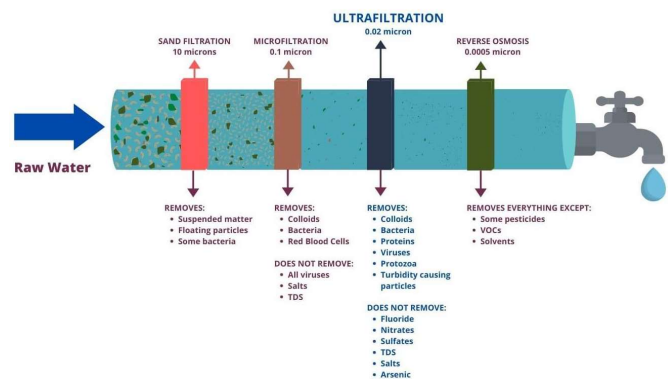 ULTRAFILTRATION
0.02 micron
SAND FILTRATION
10 microns
MICROFILTRATION
0.1 micron
REVERSE OSMOSIS
0.0005 micron
Raw Water
REMOVES:
• Suspended matter
• Floating particles
• Some bacteria
REMOVES:
• Colloids
• Bacteria
• Red Blood Cells
DOES NOT REMOVE:
• All viruses
• Salts
• TDS
REMOVES:
• Colloids
• Bacteria
• Proteins
• Viruses
• Protozoa
• Turbidity causing
particles
DOES NOT REMOVE:
• Fluoride
• Nitrates
• Sulfates
• TDS
• Salts
• Arsenic
REMOVES EVERYTHING EXCEPT:
• Some pesticides
• VOCs
• Solvents